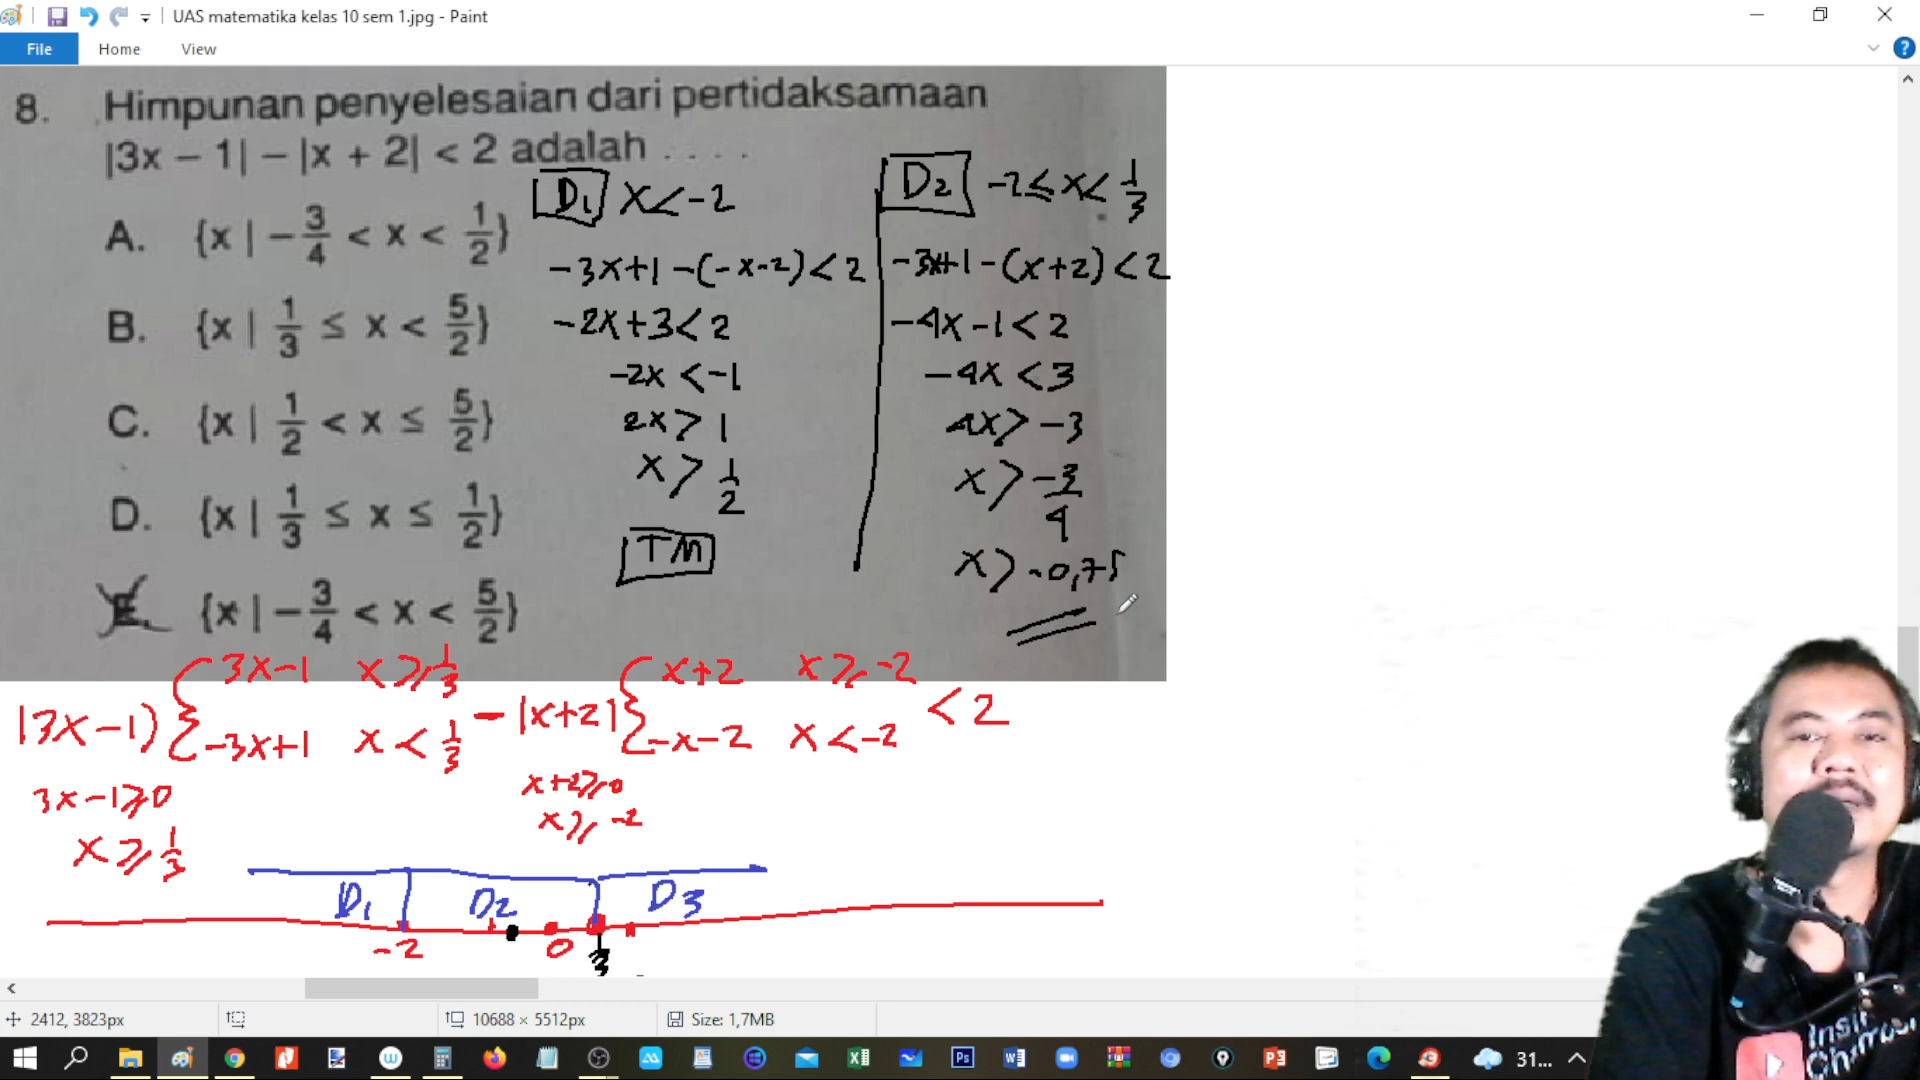 UAS matematika kelas 10 sem 1.jpg - Paint
File Home View
8. Himpunan penyelesaian dari pertidaksamaan
|3x − 1| − |x + 2| < 2 adalah . . . .
A. {x | −3/4 < x < 1/2}
B. {x | 1/3 ≤ x < 5/2}
C. {x | 1/2 < x ≤ 5/2}
D. {x | 1/3 ≤ x ≤ 1/2}
E. {x | −3/4 < x < 5/2}
D1 x < -2
-3x+1 -(-x-2) < 2
-2x+3 < 2
-2x < -1
2x > 1
x > 1/2
TM
D2 -2 ≤ x < 1/3
-3x+1 - (x+2) < 2
-4x -1 < 2
-4x < 3
4x > -3
x > -3/4
x > -0,75
|3x-1| { 3x-1 x ≥ 1/3
-3x+1 x < 1/3
- |x+2| { x+2 x ≥ -2
-x-2 x < -2
< 2
3x-1 ≥ 0
x ≥ 1/3
x+2 ≥ 0
x ≥ -2
D1 D2 D3
-2 0 1/3
2412, 3823px
10688 × 5512px
Size: 1,7MB
31...